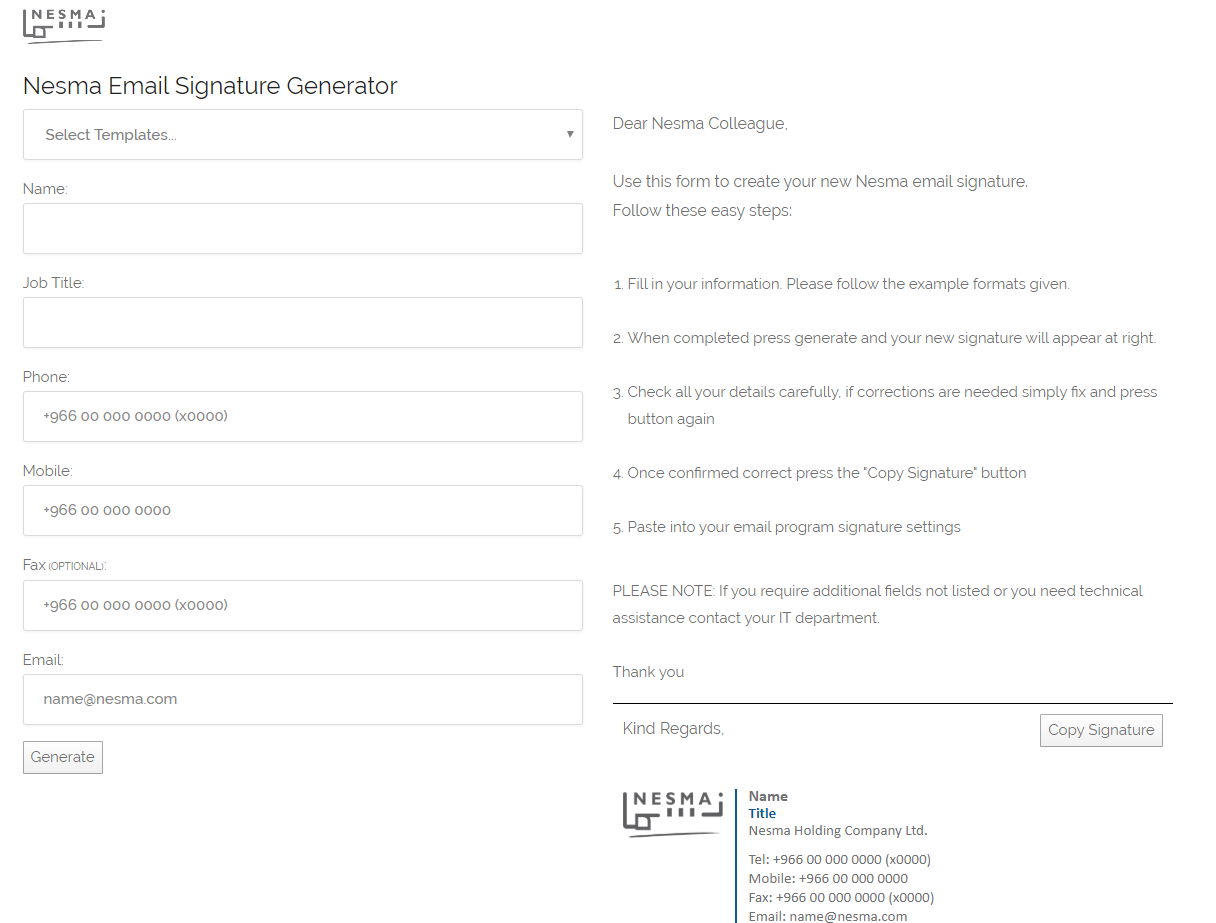 NESMA
Nesma Email Signature Generator
Select Templates...
Name:
Job Title:
Phone:
+966 00 000 0000 (x0000)
Mobile:
+966 00 000 0000
Fax (OPTIONAL):
+966 00 000 0000 (x0000)
Email:
name@nesma.com
Generate
Dear Nesma Colleague,
Use this form to create your new Nesma email signature.
Follow these easy steps:
1. Fill in your information. Please follow the example formats given.
2. When completed press generate and your new signature will appear at right.
3. Check all your details carefully, if corrections are needed simply fix and press
button again
4. Once confirmed correct press the "Copy Signature" button
5. Paste into your email program signature settings
PLEASE NOTE: If you require additional fields not listed or you need technical
assistance contact your IT department.
Thank you
Kind Regards,
Copy Signature
NESMA
Name
Title
Nesma Holding Company Ltd.
Tel: +966 00 000 0000 (x0000)
Mobile: +966 00 000 0000
Fax: +966 00 000 0000 (x0000)
Email: name@nesma.com